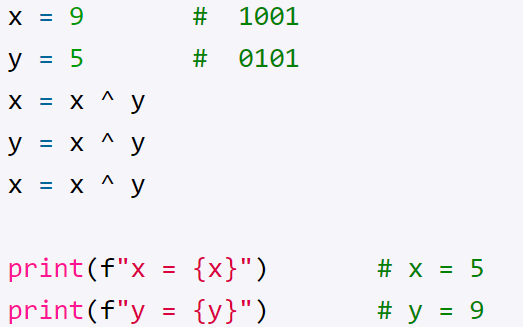 x = 9       #  1001
y = 5       #  0101
x = x ^ y
y = x ^ y
x = x ^ y

print(f"x = {x}")       # x = 5
print(f"y = {y}")       # y = 9